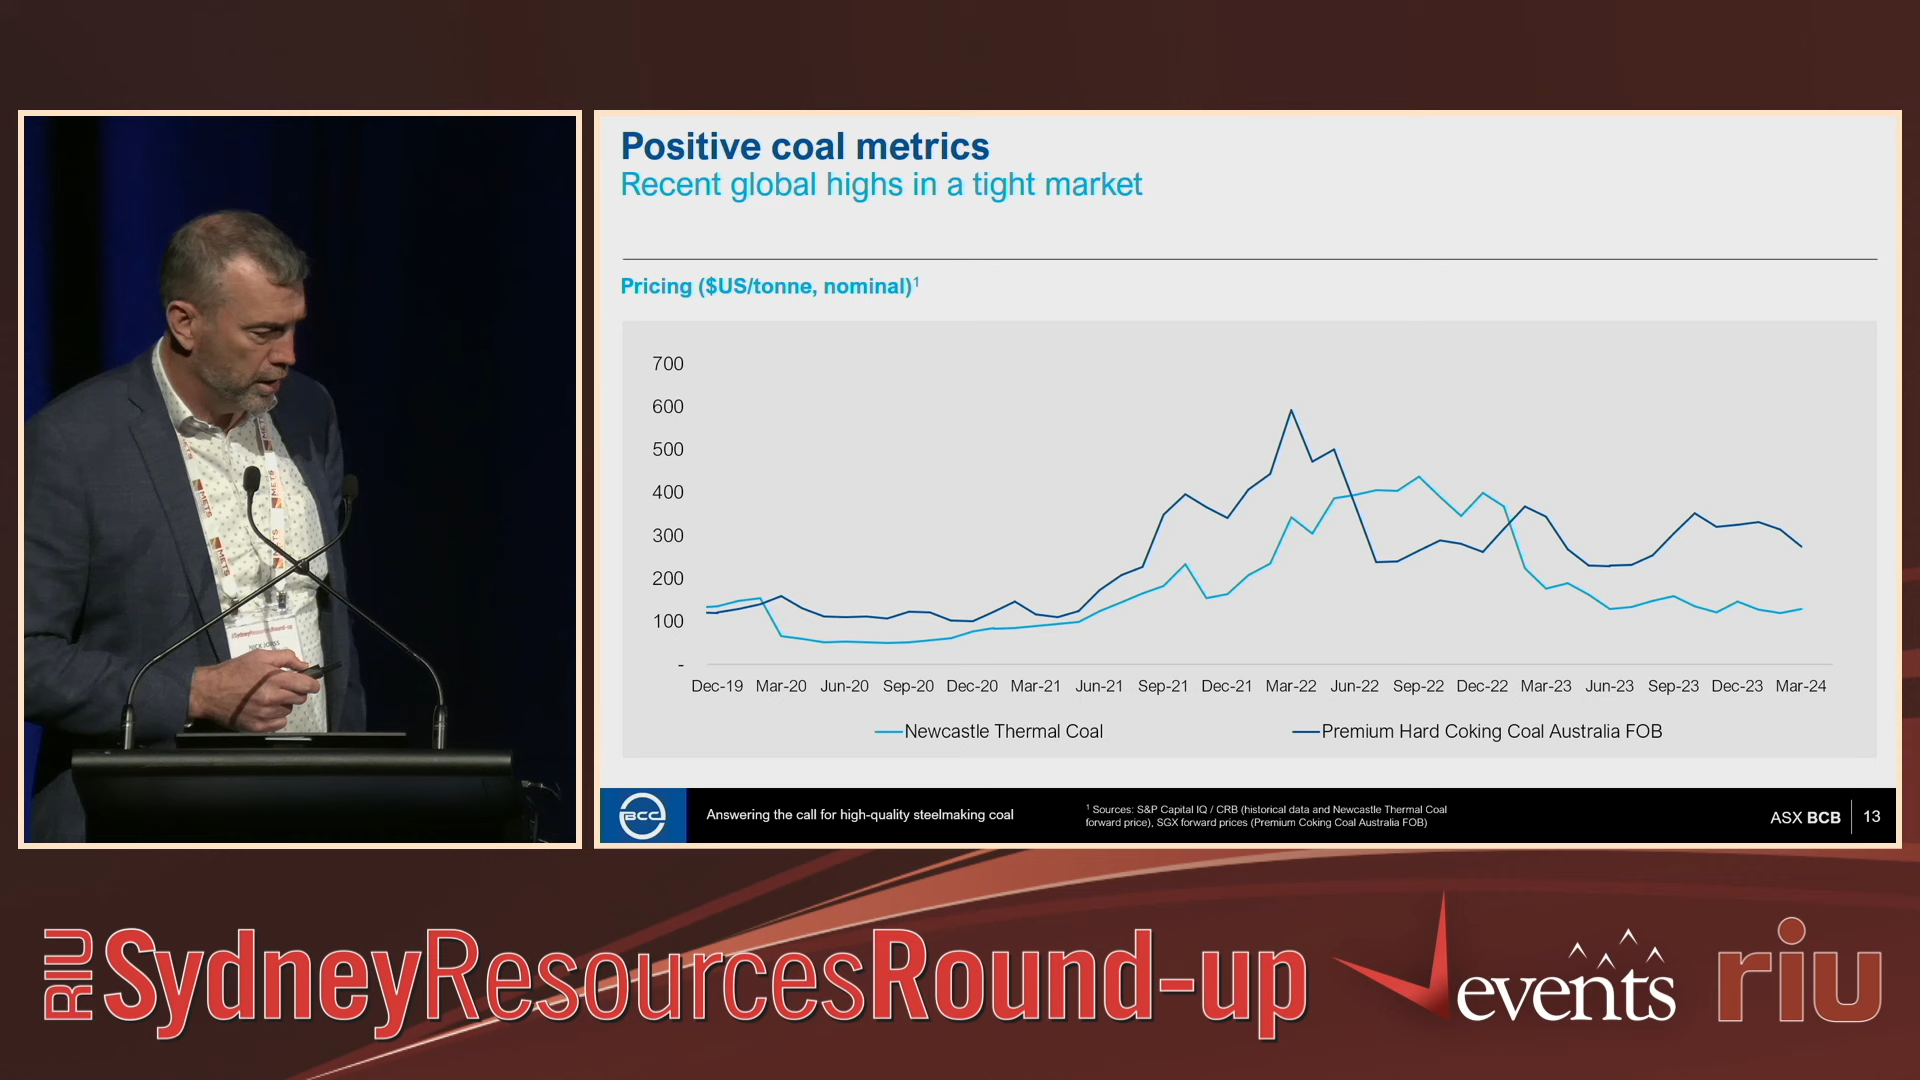 Positive coal metrics
Recent global highs in a tight market
Pricing ($US/tonne, nominal)¹
700
600
500
400
300
200
100
-
Dec-19 Mar-20 Jun-20 Sep-20 Dec-20 Mar-21 Jun-21 Sep-21 Dec-21 Mar-22 Jun-22 Sep-22 Dec-22 Mar-23 Jun-23 Sep-23 Dec-23 Mar-24
Newcastle Thermal Coal Premium Hard Coking Coal Australia FOB
BCC
Answering the call for high-quality steelmaking coal
¹ Sources: S&P Capital IQ / CRB (historical data and Newcastle Thermal Coal
forward price), SGX forward prices (Premium Coking Coal Australia FOB)
ASX BCB 13
METS
METS
METS
METS
RIU SydneyResourcesRound-up
events
riu